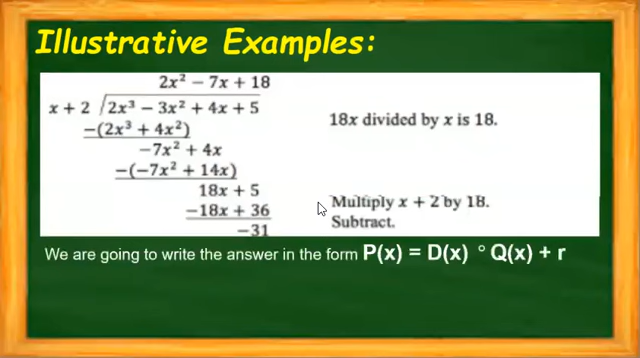 Illustrative Examples:
2x² − 7x + 18
x + 2 √2x³ − 3x² + 4x + 5
−(2x³ + 4x²)
−7x² + 4x
−(−7x² + 14x)
18x + 5
−18x + 36
−31
18x divided by x is 18.
Multiply x + 2 by 18.
Subtract.
We are going to write the answer in the form P(x) = D(x) ° Q(x) + r